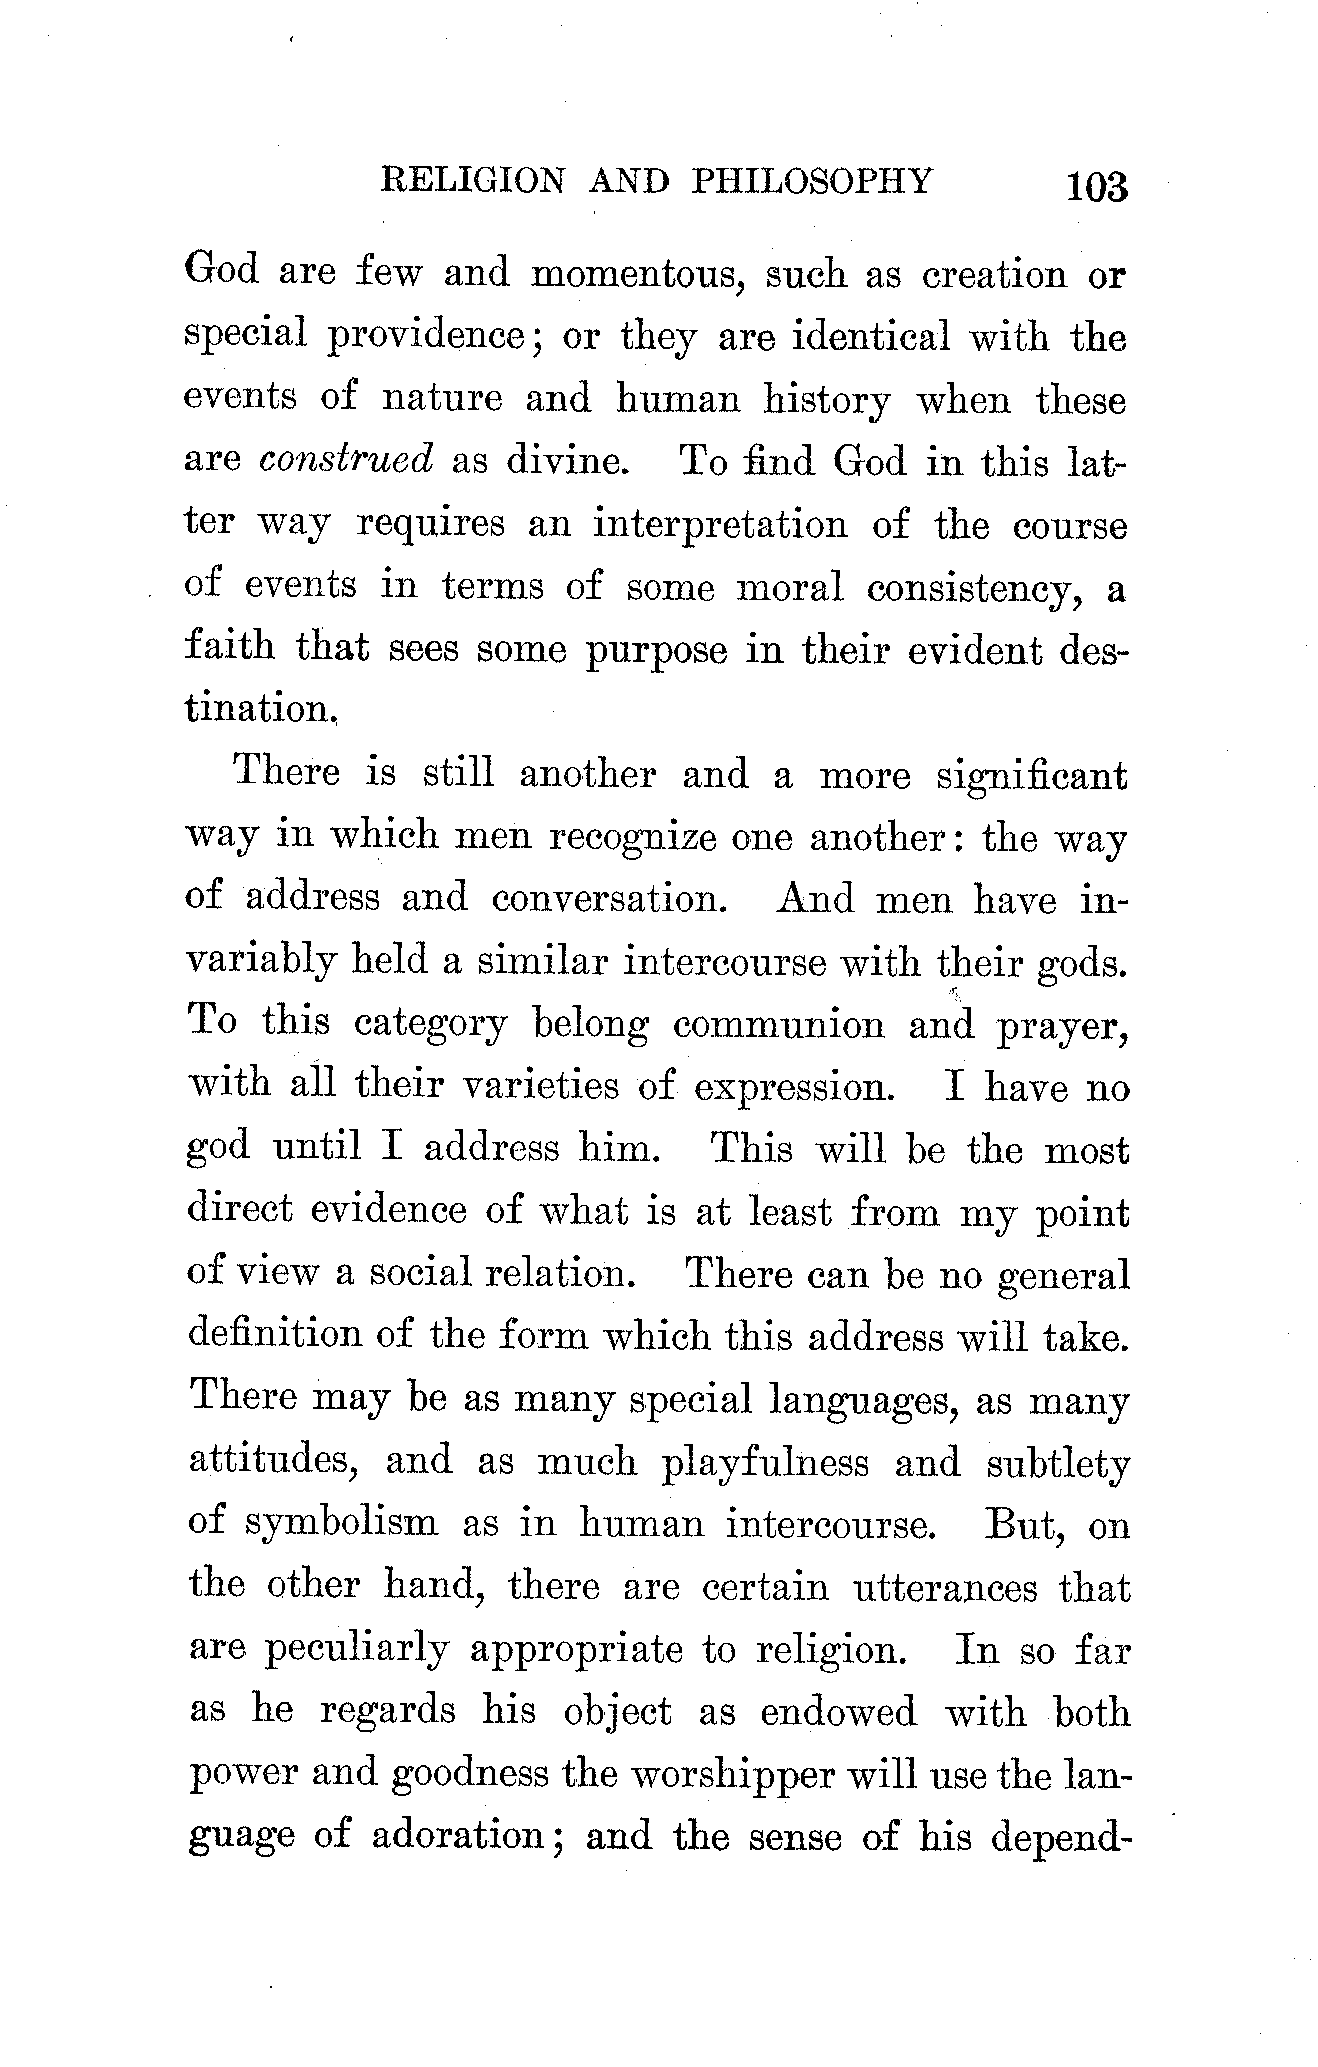 RELIGION AND PHILOSOPHY 103
God are few and momentous, such as creation or
special providence; or they are identical with the
events of nature and human history when these
are construed as divine. To find God in this lat-
ter way requires an interpretation of the course
of events in terms of some moral consistency, a
faith that sees some purpose in their evident des-
tination.
There is still another and a more significant
way in which men recognize one another: the way
of address and conversation. And men have in-
variably held a similar intercourse with their gods.
To this category belong communion and prayer,
with all their varieties of expression. I have no
god until I address him. This will be the most
direct evidence of what is at least from my point
of view a social relation. There can be no general
definition of the form which this address will take.
There may be as many special languages, as many
attitudes, and as much playfulness and subtlety
of symbolism as in human intercourse. But, on
the other hand, there are certain utterances that
are peculiarly appropriate to religion. In so far
as he regards his object as endowed with both
power and goodness the worshipper will use the lan-
guage of adoration; and the sense of his depend-